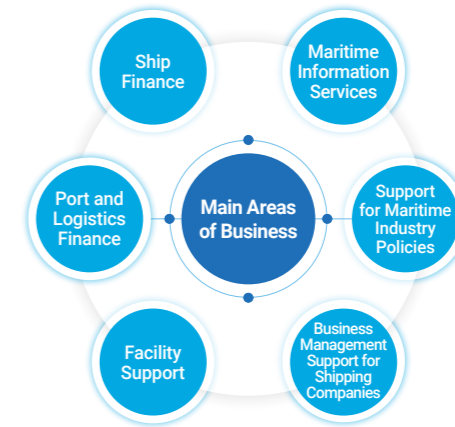 Ship
Finance
Maritime
Information
Services
Port and
Logistics
Finance
Main Areas
of Business
Support
for Maritime
Industry
Policies
Facility
Support
Business
Management
Support for
Shipping
Companies